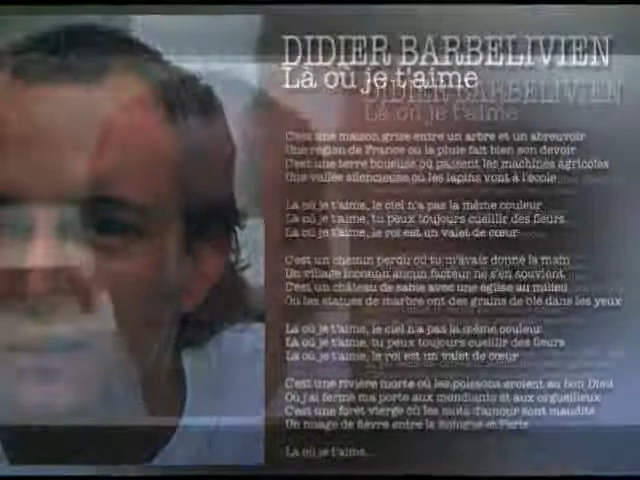 DIDIER BARBELIVIEN
Là où je t'aime
DIDIER BARBELIVIEN
Là où je t'aime
C'est une maison grise entre un arbre et un abreuvoir
Une région de France où la pluie fait bien son devoir
C'est une terre boueuse où passent les machines agricoles
Une vallée silencieuse où les lapins vont à l'école
Là où je t'aime, le ciel n'a pas la même couleur
Là où je t'aime, tu peux toujours cueillir des fleurs
Là où je t'aime, le roi est un valet de cœur
C'est un chemin perdu où tu m'avais donné la main
Un village inconnu aucun facteur ne s'en souvient
C'est un château de sable avec une église au milieu
Où les statues de marbre ont des grains de blé dans les yeux
Là où je t'aime, le ciel n'a pas la même couleur
Là où je t'aime, tu peux toujours cueillir des fleurs
Là où je t'aime, le roi est un valet de cœur
C'est une rivière morte où les poissons croient au bon Dieu
Où j'ai fermé ma porte aux mendiants et aux orgueilleux
C'est une forêt vierge où les mots d'amour sont maudits
Un nuage de fièvre entre la Sologne et Paris
Là où je t'aime...